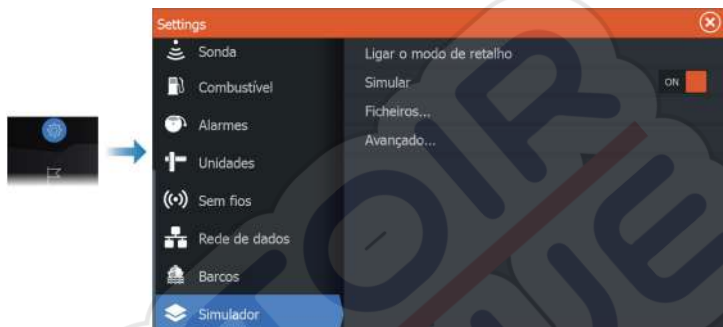 Settings
Sonda
Combustível
Alarmes
Unidades
Sem fios
Rede de dados
Barcos
Simulador
Ligar o modo de retalho
Simular
ON
Ficheiros...
Avançado...